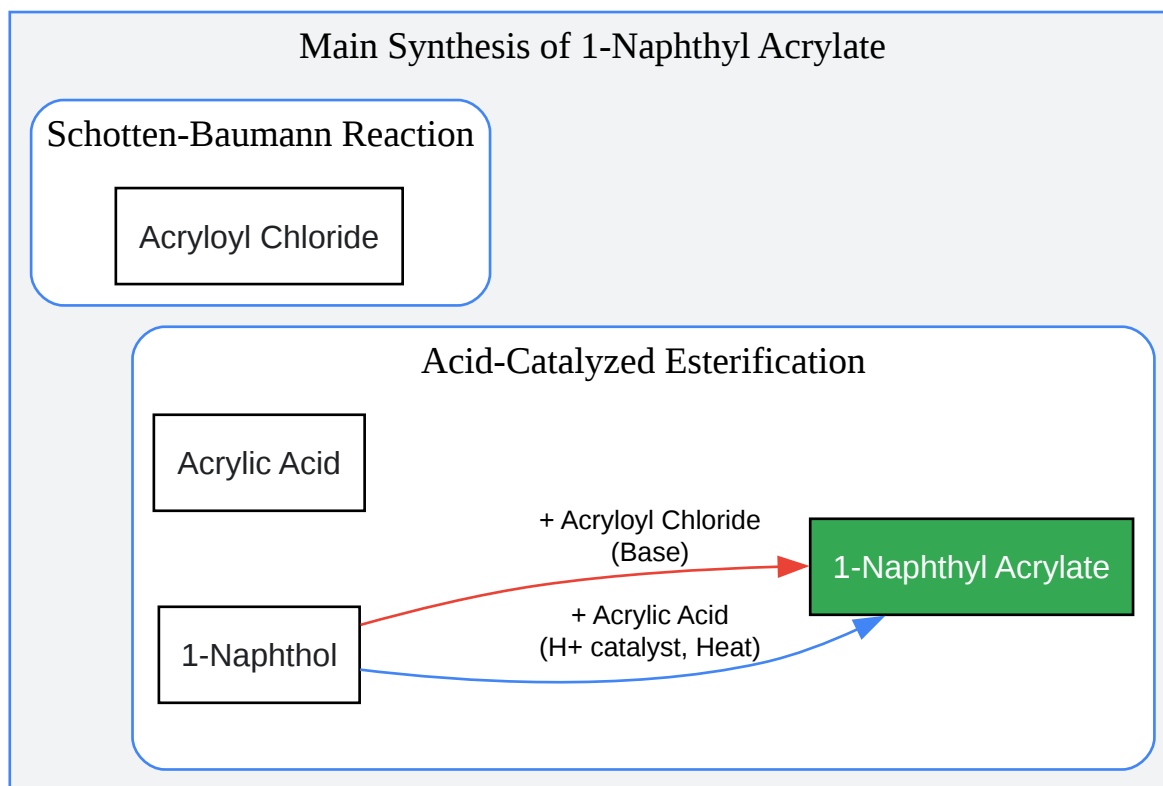 Main Synthesis of 1-Naphthyl Acrylate
Schotten-Baumann Reaction
Acryloyl Chloride
Acid-Catalyzed Esterification
Acrylic Acid
+ Acryloyl Chloride
(Base)
1-Naphthyl Acrylate
+ Acrylic Acid
(H+ catalyst, Heat)
1-Naphthol